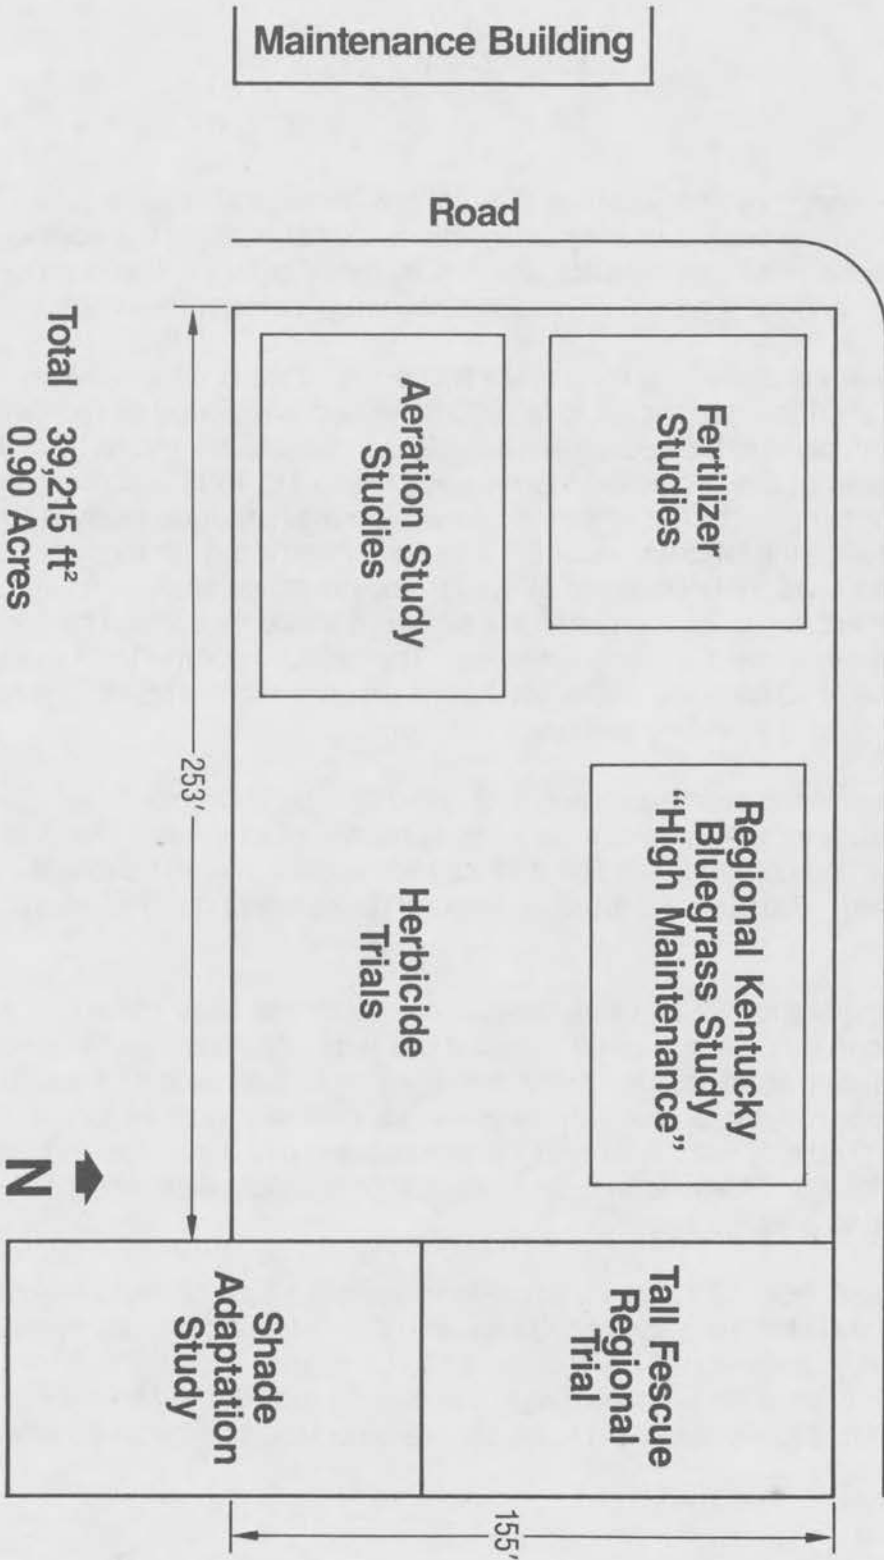 Maintenance Building
Road
Fertilizer
Studies
Aeration Study
Studies
Regional Kentucky
Bluegrass Study
“High Maintenance”
Herbicide
Trials
Tall Fescue
Regional
Trial
Shade
Adaptation
Study
253'
155'
Total 39,215 ft²
0.90 Acres
N